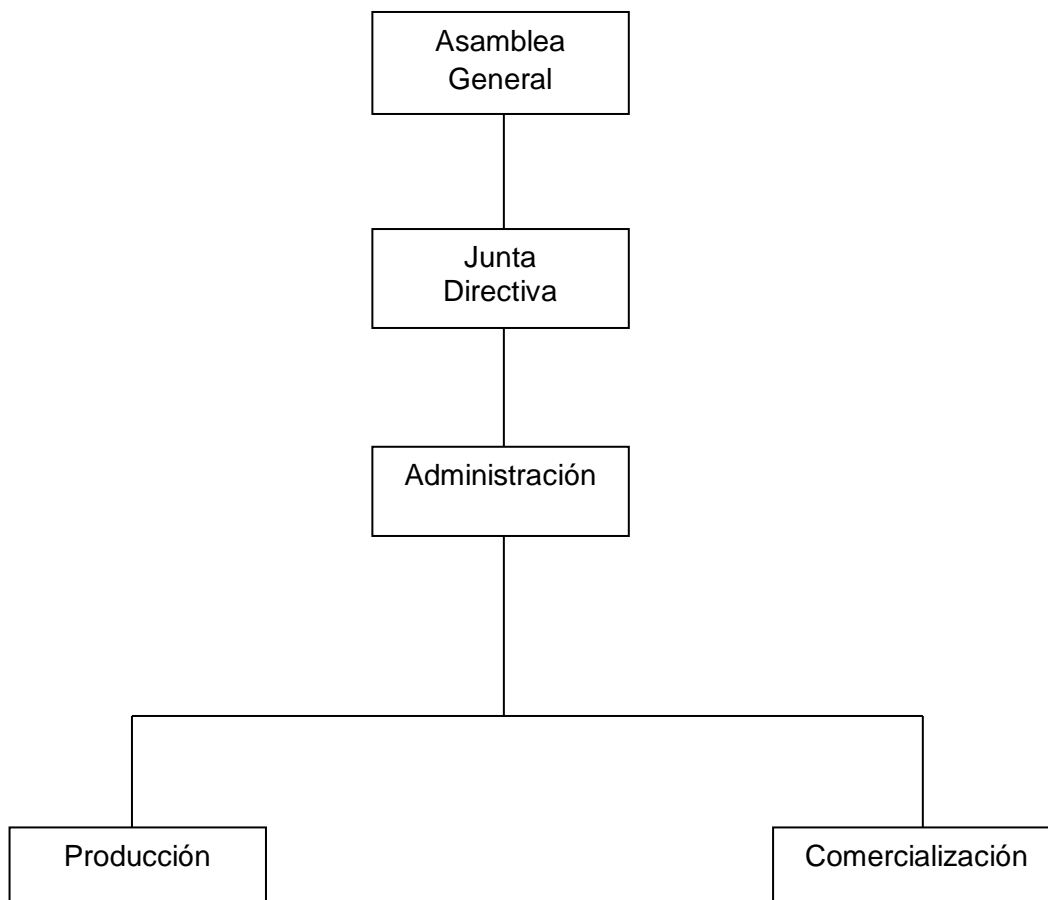 Asamblea
General
Junta
Directiva
Administración
Producción
Comercialización